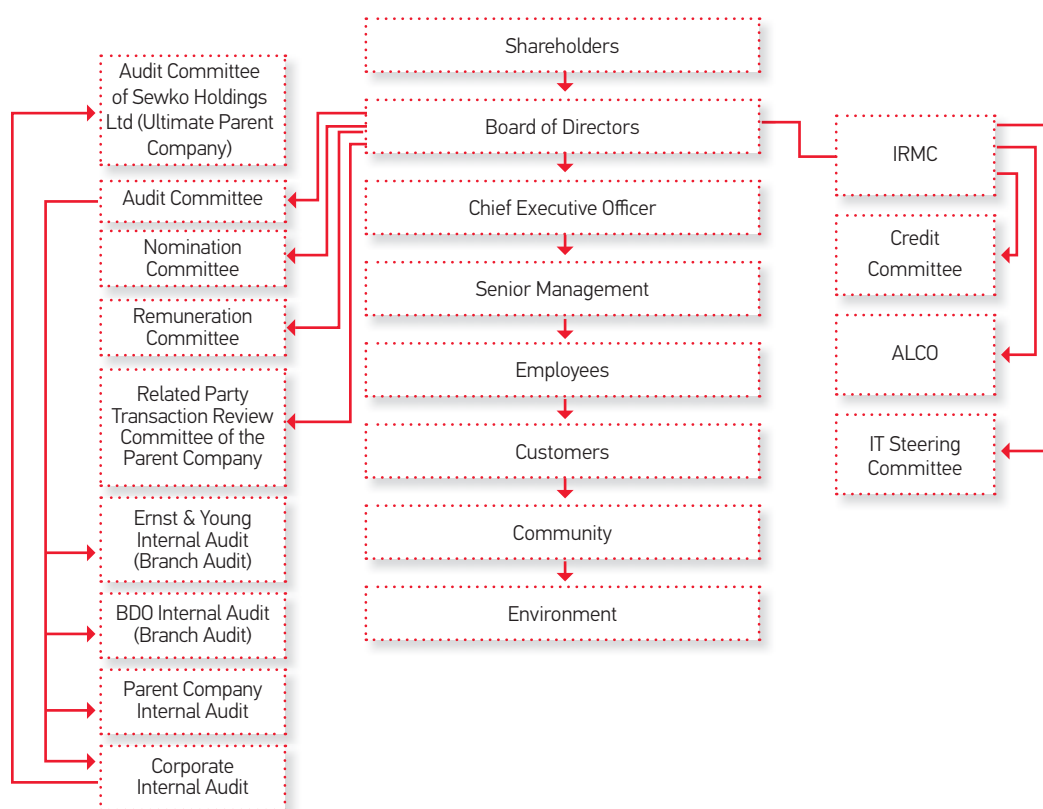 Shareholders
Board of Directors
Chief Executive Officer
Senior Management
Employees
Customers
Community
Environment
Audit Committee
of Sewko Holdings
Ltd (Ultimate Parent
Company)
Audit Committee
Nomination
Committee
Remuneration
Committee
Related Party
Transaction Review
Committee of the
Parent Company
Ernst & Young
Internal Audit
(Branch Audit)
BDO Internal Audit
(Branch Audit)
Parent Company
Internal Audit
Corporate
Internal Audit
IRMC
Credit
Committee
ALCO
IT Steering
Committee